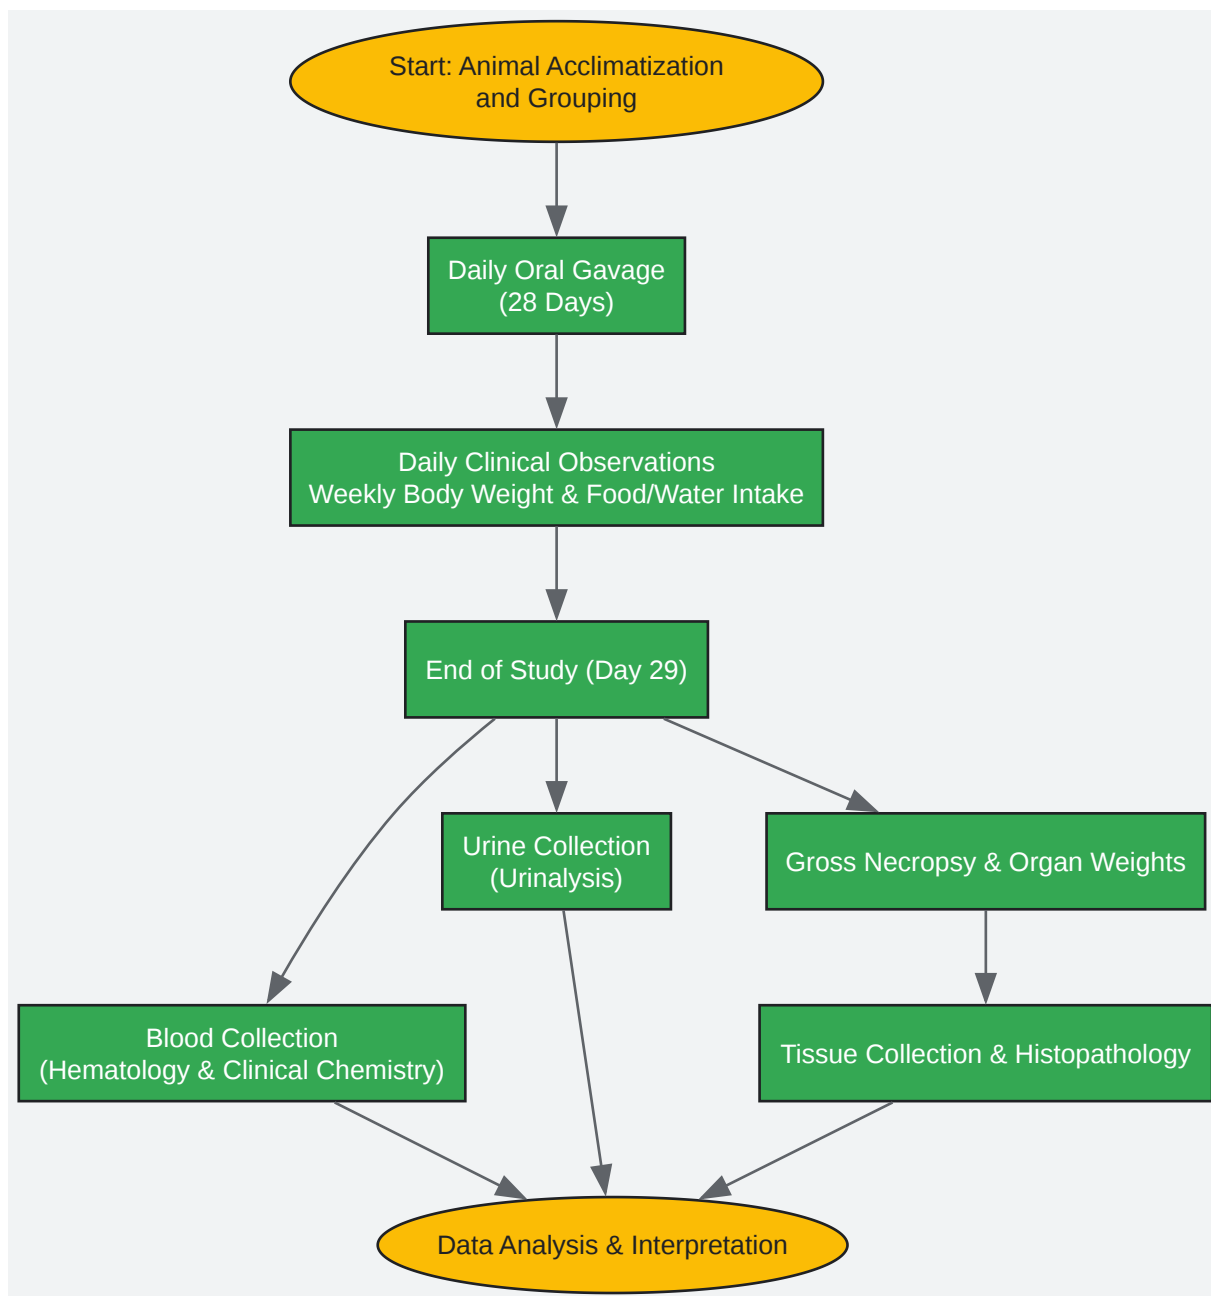 Start: Animal Acclimatization
and Grouping
Daily Oral Gavage
(28 Days)
Daily Clinical Observations
Weekly Body Weight & Food/Water Intake
End of Study (Day 29)
Urine Collection
(Urinalysis)
Gross Necropsy & Organ Weights
Blood Collection
(Hematology & Clinical Chemistry)
Tissue Collection & Histopathology
Data Analysis & Interpretation